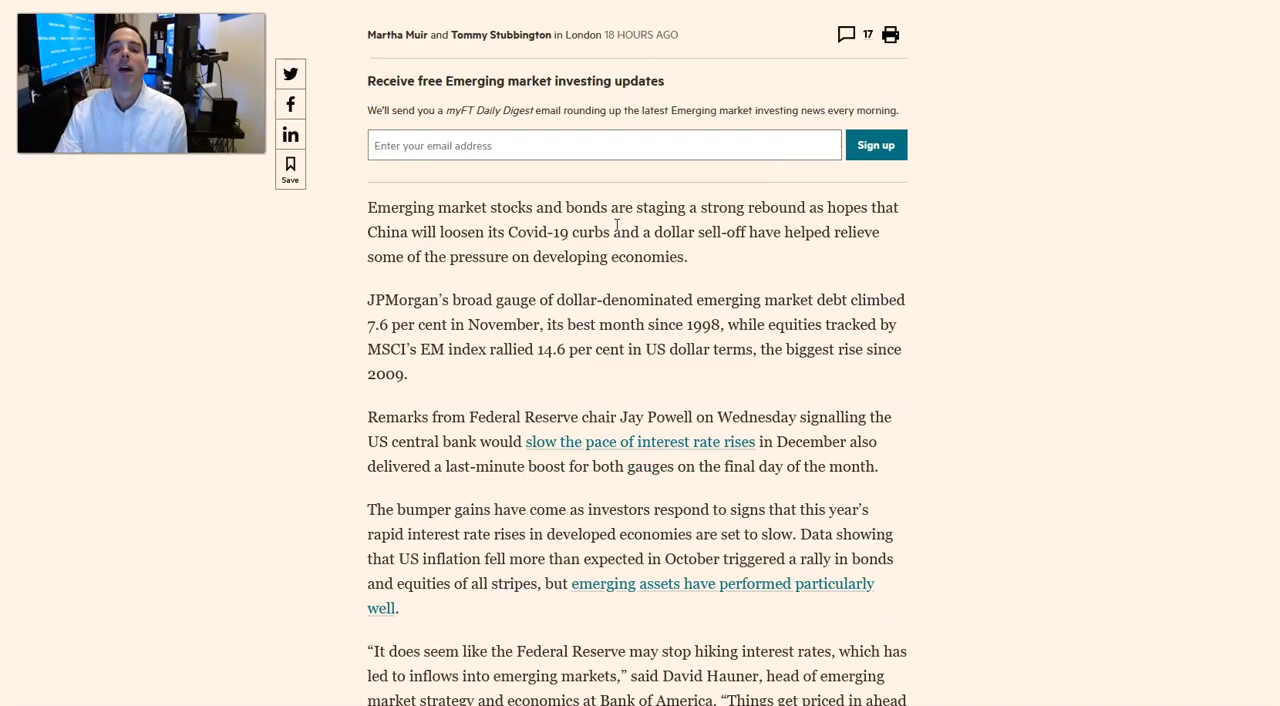 Martha Muir and Tommy Stubbington in London 18 HOURS AGO
17
Receive free Emerging market investing updates
We'll send you a myFT Daily Digest email rounding up the latest Emerging market investing news every morning.
Enter your email address
Sign up
Save
Emerging market stocks and bonds are staging a strong rebound as hopes that
China will loosen its Covid-19 curbs and a dollar sell-off have helped relieve
some of the pressure on developing economies.
JPMorgan's broad gauge of dollar-denominated emerging market debt climbed
7.6 per cent in November, its best month since 1998, while equities tracked by
MSCI's EM index rallied 14.6 per cent in US dollar terms, the biggest rise since
2009.
Remarks from Federal Reserve chair Jay Powell on Wednesday signalling the
US central bank would slow the pace of interest rate rises in December also
delivered a last-minute boost for both gauges on the final day of the month.
The bumper gains have come as investors respond to signs that this year's
rapid interest rate rises in developed economies are set to slow. Data showing
that US inflation fell more than expected in October triggered a rally in bonds
and equities of all stripes, but emerging assets have performed particularly
well.
“It does seem like the Federal Reserve may stop hiking interest rates, which has
led to inflows into emerging markets,” said David Hauner, head of emerging
market strategy and economics at Bank of America. “Things get priced in ahead